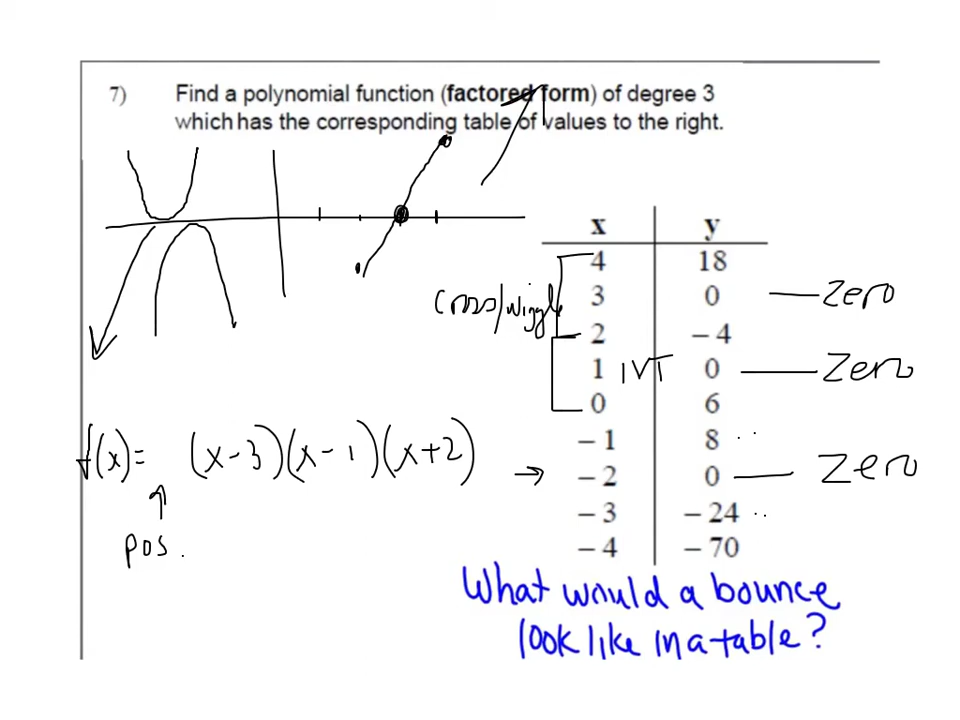 7) Find a polynomial function (factored form) of degree 3
which has the corresponding table of values to the right.
x y
4 18
3 0 — Zero
cross/wiggle
2 -4
1 IVT 0 — Zero
0 6
-1 8
f(x)= (x-3)(x-1)(x+2)
→ -2 0 — Zero
-3 -24
pos.
-4 -70
What would a bounce
look like in a table?